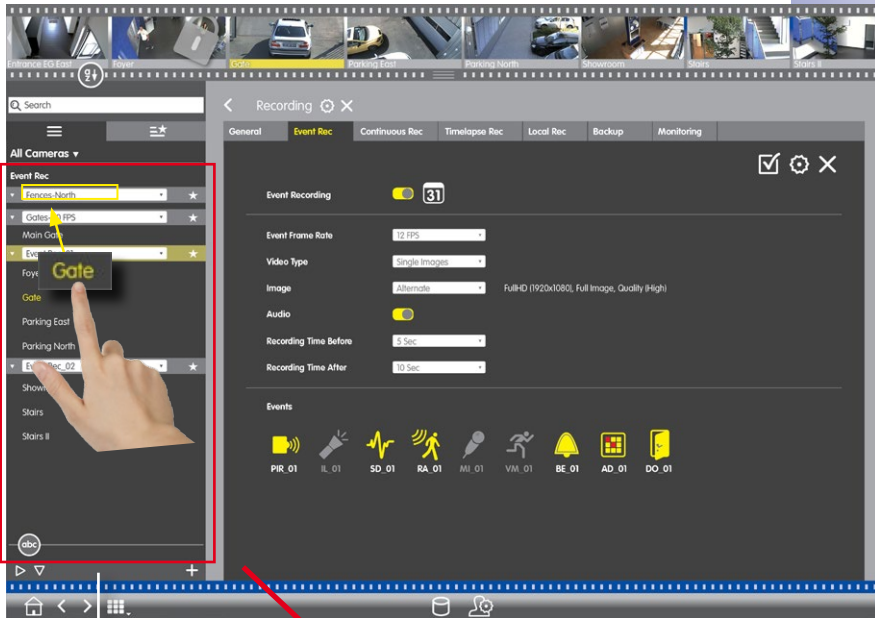 Entrance EG East
Foyer
Gate
Parking East
Parking North
Showroom
Stairs
Stairs II
Search
Recording
General
Event Rec
Continuous Rec
Timelapse Rec
Local Rec
Backup
Monitoring
All Cameras
Event Rec
Fences-North
FPS
Main Gate
Gate
Gate
Parking East
Parking North
Rec_02
Stairs
Stairs II
abc
Event Recording
31
Event Frame Rate
12 FPS
Video Type
Single Images
Image
Alternate
FullHD (1920x1080), Full Image, Quality (High)
Audio
Recording Time Before
5 Sec
Recording Time After
10 Sec
Events
PIR_01
IL_01
SD_01
RA_01
MI_01
VM_01
BE_01
AD_01
DO_01